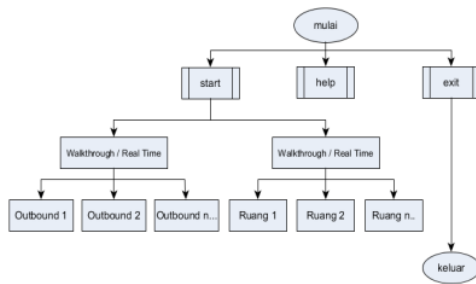 mulai
start
help
exit
Walkthrough / Real Time
Walkthrough / Real Time
Outbound 1
Outbound 2
Outbound n...
Ruang 1
Ruang 2
Ruang n..
keluar